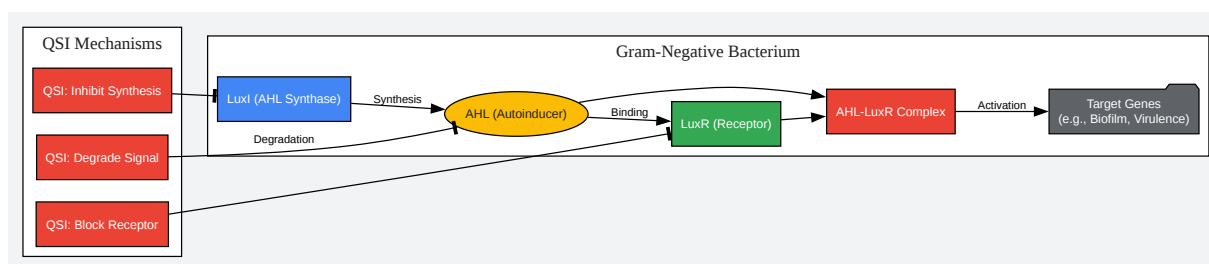 QSI Mechanisms
QSI: Inhibit Synthesis
QSI: Degrade Signal
QSI: Block Receptor
Gram-Negative Bacterium
LuxI (AHL Synthase)
Synthesis
Degradation
AHL (Autoinducer)
Binding
LuxR (Receptor)
AHL-LuxR Complex
Activation
Target Genes
(e.g., Biofilm, Virulence)